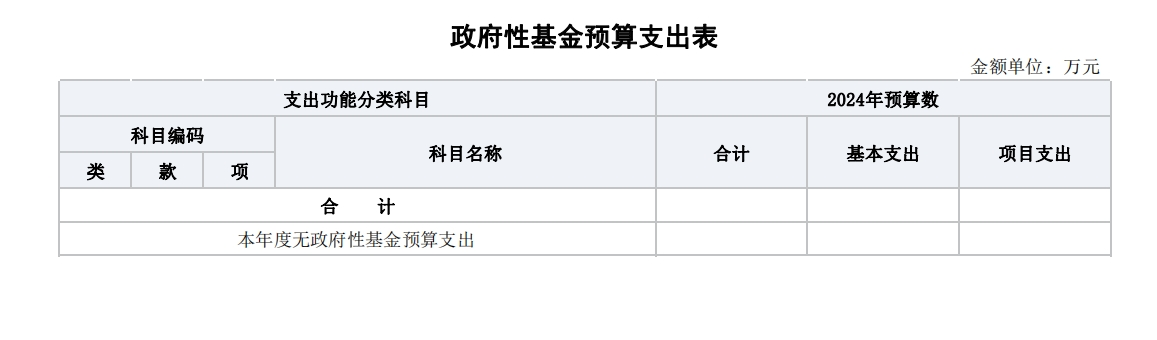 政府性基金预算支出表
金额单位：万元
支出功能分类科目 2024年预算数
科目编码 科目名称 合计 基本支出 项目支出
类 款 项
合 计
本年度无政府性基金预算支出